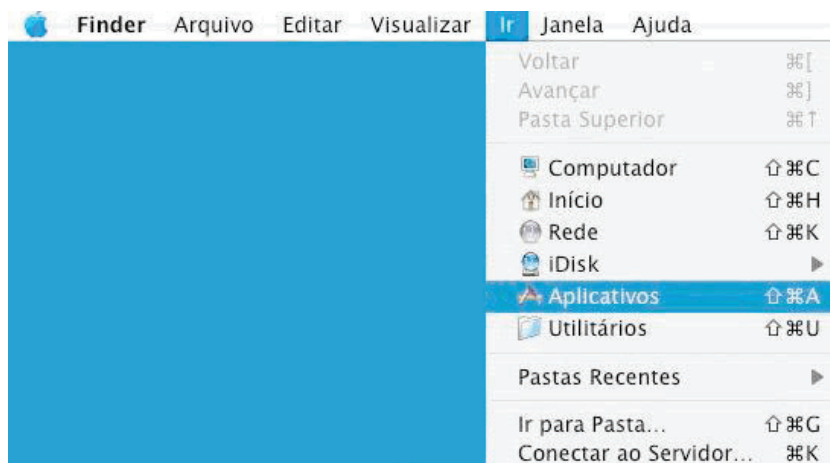 Finder Arquivo Editar Visualizar Ir Janela Ajuda
Voltar ⌘[
Avançar ⌘]
Pasta Superior ⌘↑
Computador ⇧⌘C
Início ⇧⌘H
Rede ⇧⌘K
iDisk
Aplicativos ⇧⌘A
Utilitários ⇧⌘U
Pastas Recentes
Ir para Pasta... ⇧⌘G
Conectar ao Servidor... ⌘K